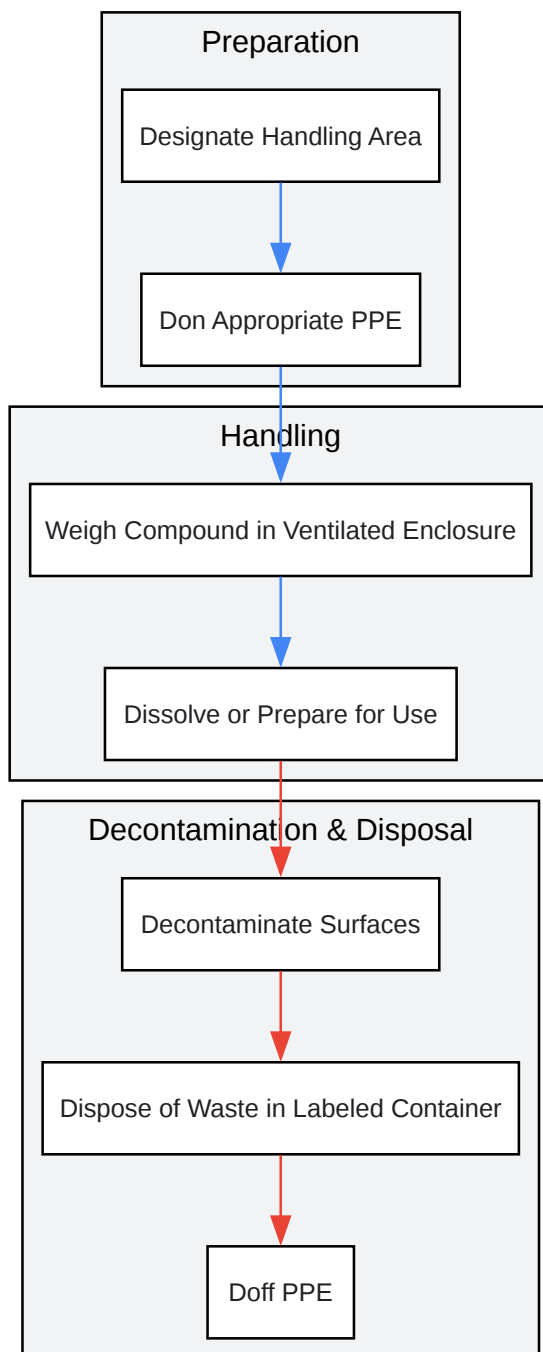 Preparation
Designate Handling Area
Don Appropriate PPE
Handling
Weigh Compound in Ventilated Enclosure
Dissolve or Prepare for Use
Decontamination & Disposal
Decontaminate Surfaces
Dispose of Waste in Labeled Container
Doff PPE